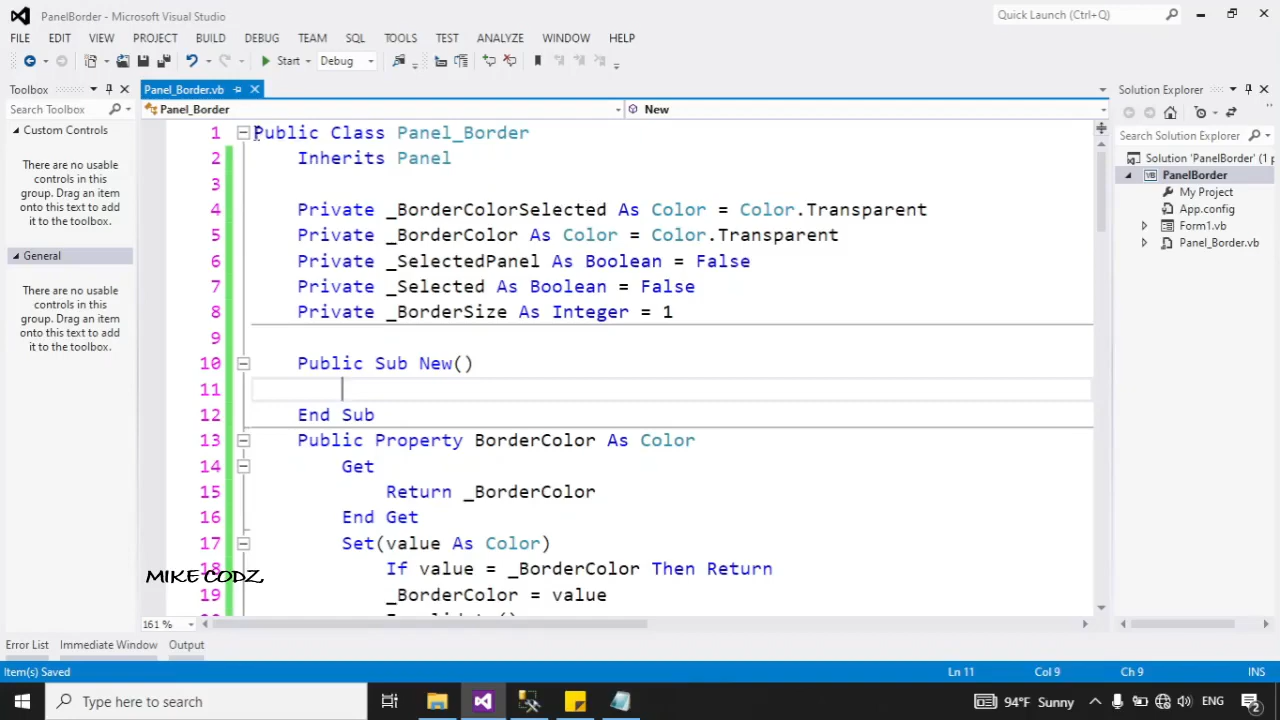 PanelBorder - Microsoft Visual Studio
Quick Launch (Ctrl+Q)
FILE EDIT VIEW PROJECT BUILD DEBUG TEAM SQL TOOLS TEST ANALYZE WINDOW HELP
Start Debug
Toolbox
Search Toolbox
Custom Controls
There are no usable
controls in this
group. Drag an item
onto this text to add
it to the toolbox.
General
There are no usable
controls in this
group. Drag an item
onto this text to add
it to the toolbox.
Panel_Border.vb
Panel_Border
New
1 Public Class Panel_Border
2 Inherits Panel
3
4 Private _BorderColorSelected As Color = Color.Transparent
5 Private _BorderColor As Color = Color.Transparent
6 Private _SelectedPanel As Boolean = False
7 Private _Selected As Boolean = False
8 Private _BorderSize As Integer = 1
9
10 Public Sub New()
11
12 End Sub
13 Public Property BorderColor As Color
14 Get
15 Return _BorderColor
16 End Get
17 Set(value As Color)
18 If value = _BorderColor Then Return
19 _BorderColor = value
MIKE CODZ,
161 %
Solution Explorer
Search Solution Explorer
Solution 'PanelBorder' (1 p
PanelBorder
My Project
App.config
Form1.vb
Panel_Border.vb
Error List Immediate Window Output
Item(s) Saved
Ln 11 Col 9 Ch 9 INS
Type here to search
94°F Sunny
ENG
2